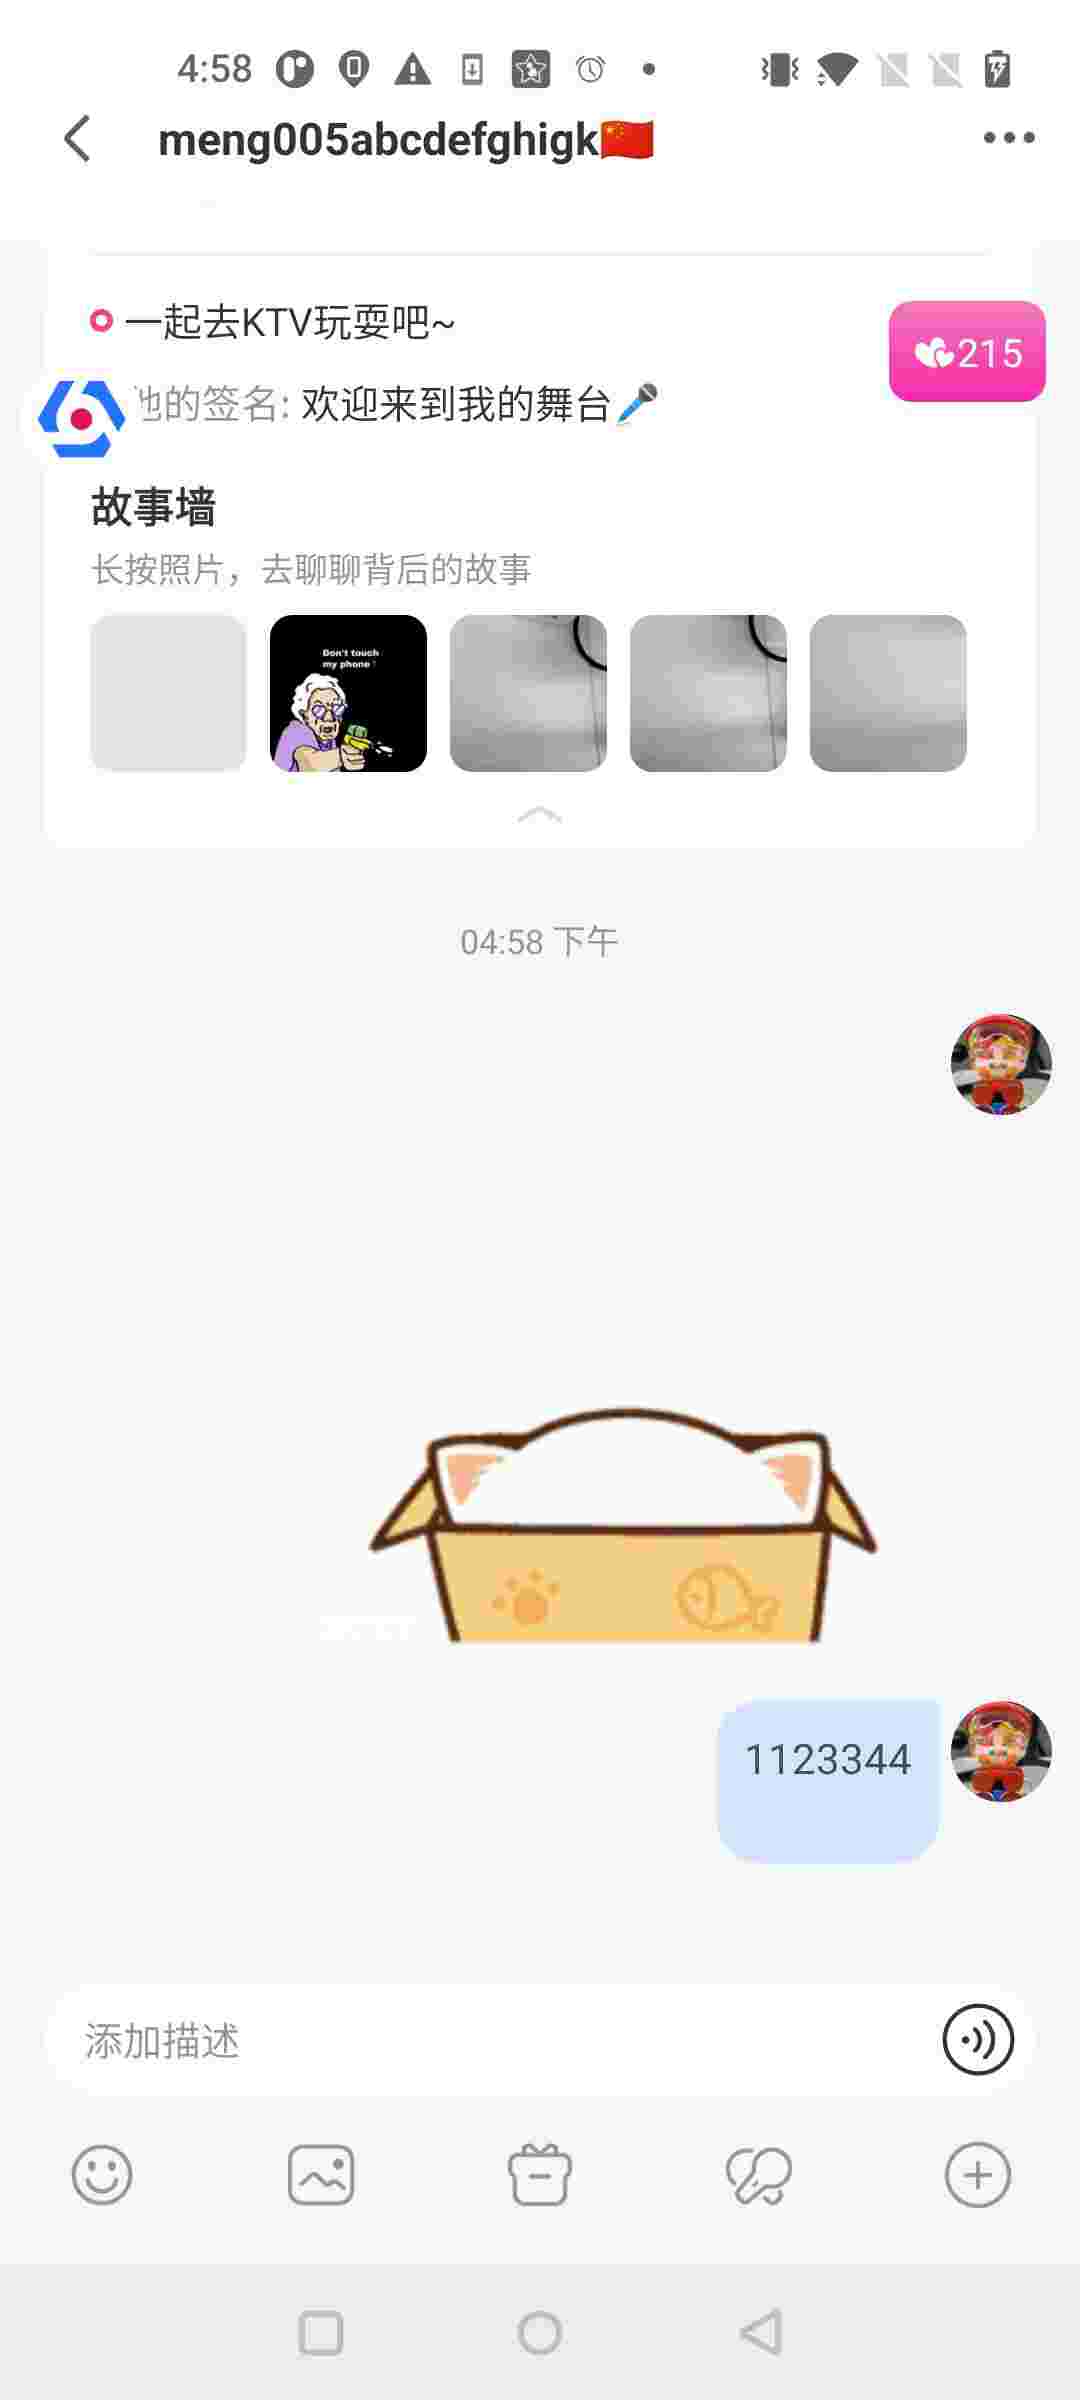 4:58
meng005abcdefghigk🇨🇳
一起去KTV玩耍吧~
215
他的签名: 欢迎来到我的舞台🎤
故事墙
长按照片，去聊聊背后的故事
Don't touch
my phone !
04:58 下午
1123344
添加描述